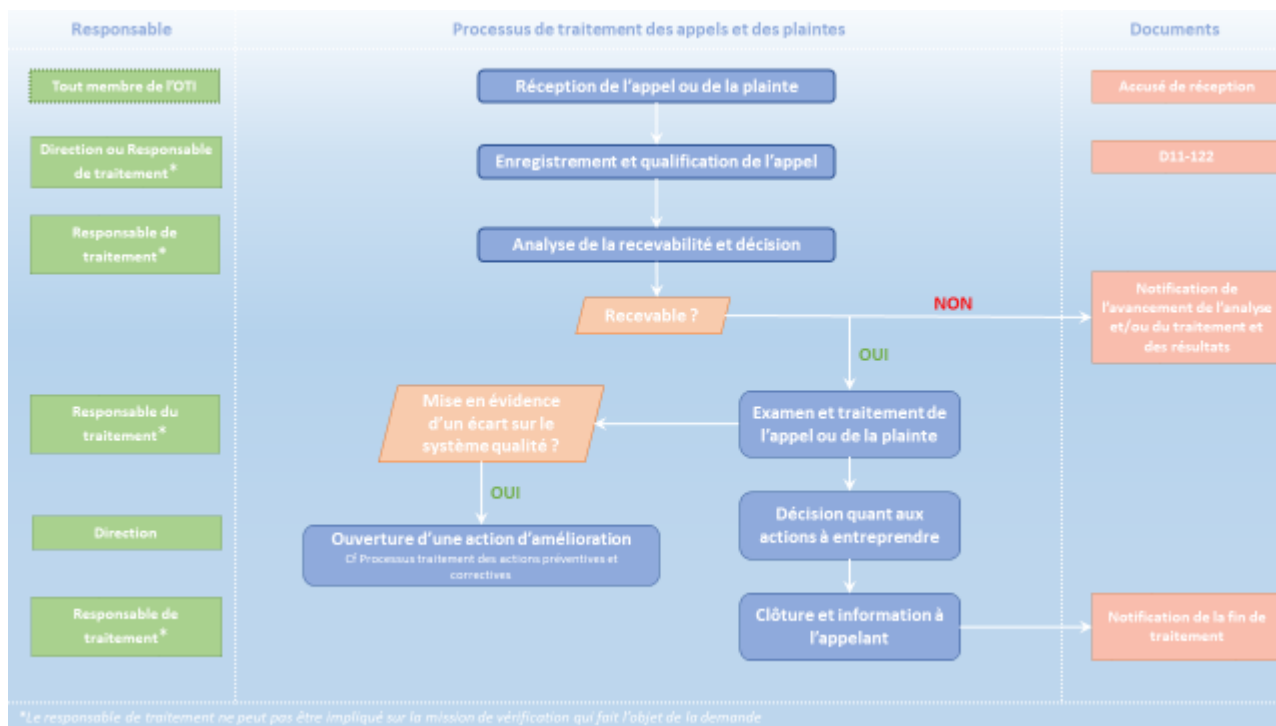 Responsable
Processus de traitement des appels et des plaintes
Documents
Tout membre de l'OTI
Réception de l'appel ou de la plainte
Accusé de réception
Direction ou Responsable
de traitement*
Enregistrement et qualification de l'appel
D11-122
Responsable de
traitement*
Analyse de la recevabilité et décision
Recevable ?
NON
Notification de
l'avancement de l'analyse
et/ou du traitement et
des résultats
OUI
Responsable du
traitement*
Mise en évidence
d'un écart sur le
système qualité ?
Examen et traitement de
l'appel ou de la plainte
OUI
Direction
Ouverture d'une action d'amélioration
Cf Processus traitement des actions préventives et
correctives
Décision quant aux
actions à entreprendre
Responsable de
traitement*
Clôture et information à
l'appelant
Notification de la fin de
traitement
*Le responsable de traitement ne peut pas être impliqué sur la mission de vérification qui fait l'objet de la demande